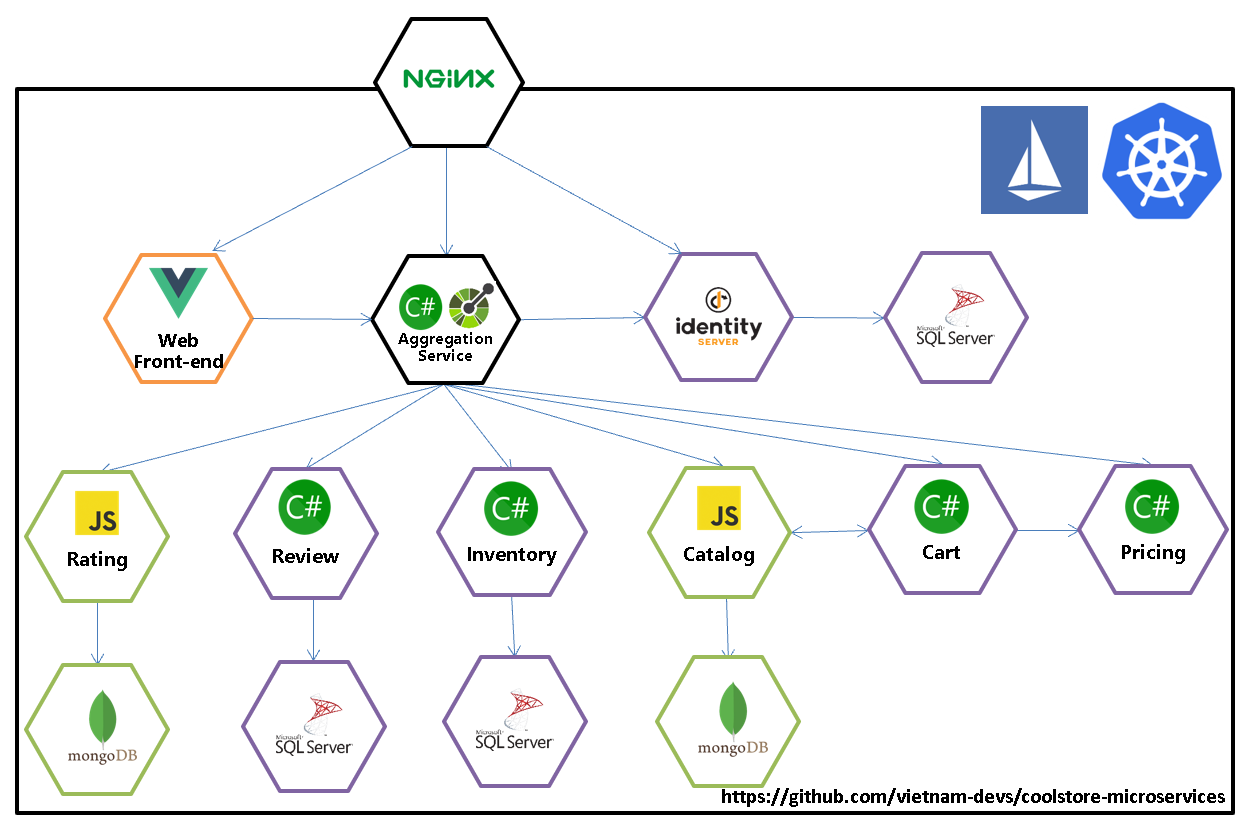 NGINX
C#
Web
Front-end
Aggregation
Service
identity
SERVER
Microsoft
SQL Server
JS
Rating
C#
Review
C#
Inventory
JS
Catalog
C#
Cart
C#
Pricing
mongoDB
Microsoft
SQL Server
Microsoft
SQL Server
mongoDB
https://github.com/vietnam-devs/coolstore-microservices